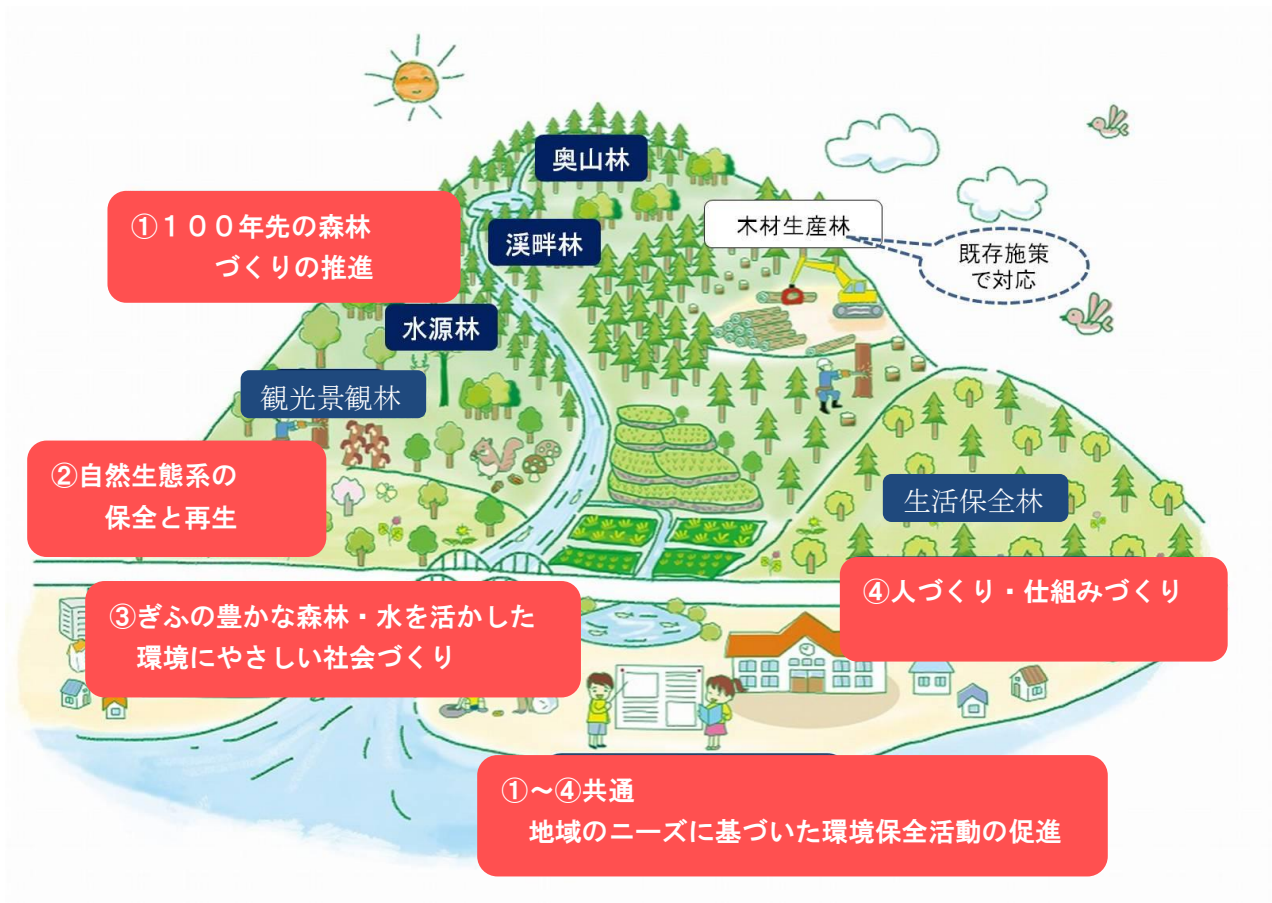 奥山林
①１００年先の森林
づくりの推進
渓畔林
木材生産林
既存施策
で対応
水源林
観光景観林
②自然生態系の
保全と再生
生活保全林
③ぎふの豊かな森林・水を活かした
環境にやさしい社会づくり
④人づくり・仕組みづくり
①～④共通
地域のニーズに基づいた環境保全活動の促進